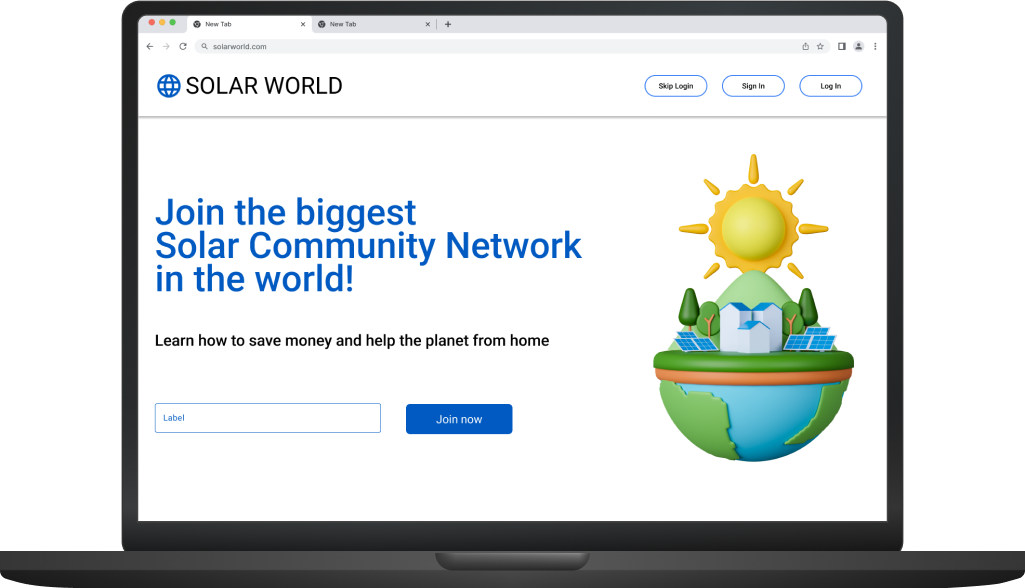 New Tab
New Tab
solarworld.com
SOLAR WORLD
Skip Login
Sign In
Log In
Join the biggest
Solar Community Network
in the world!
Learn how to save money and help the planet from home
Label
Join now